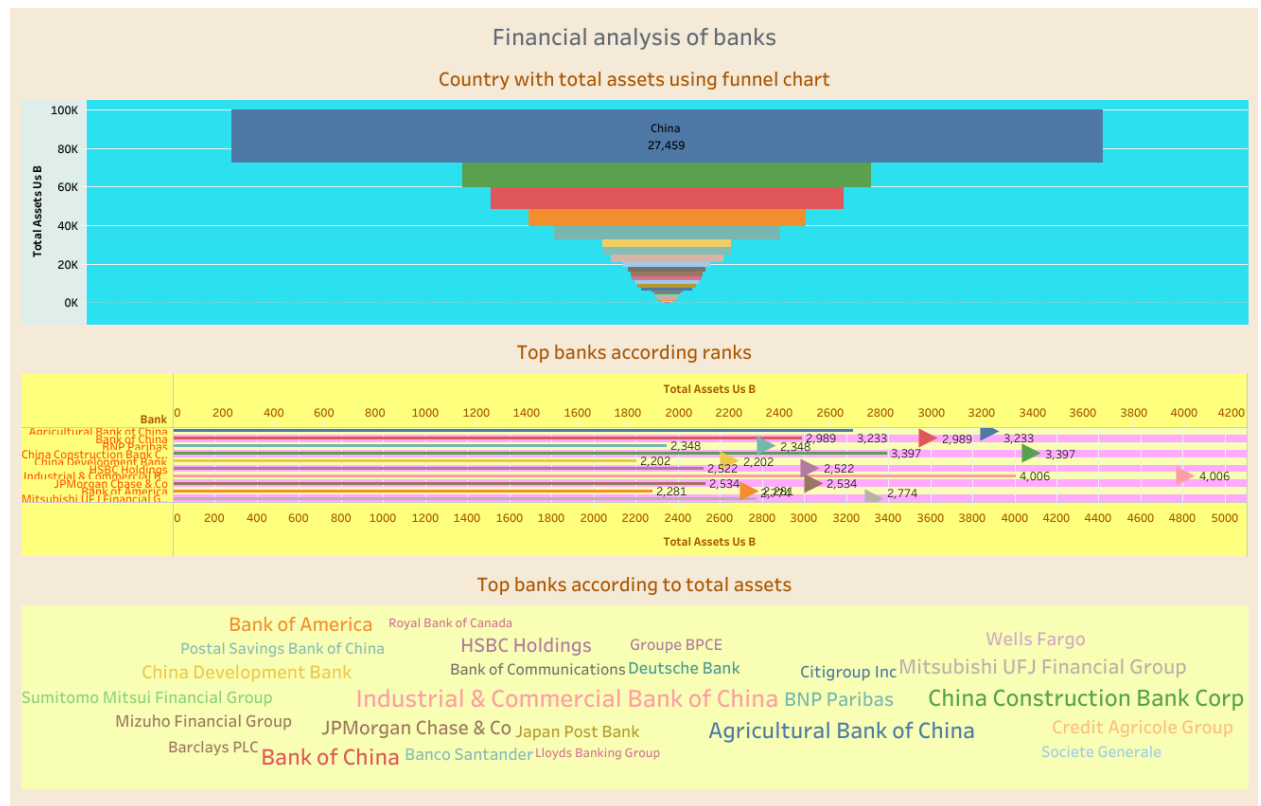 Financial analysis of banks
Country with total assets using funnel chart
Total Assets Us B
100K
80K
60K
40K
20K
0K
China
27,459
Top banks according ranks
Total Assets Us B
Bank
0 200 400 600 800 1000 1200 1400 1600 1800 2000 2200 2400 2600 2800 3000 3200 3400 3600 3800 4000 4200
Agricultural Bank of China 3,233 3,233
Bank of China 2,989 2,989
BNP Paribas 2,348 2,348
China Construction Bank C.. 3,397 3,397
China Development Bank 2,202 2,202
HSBC Holdings 2,522 2,522
Industrial & Commercial B.. 4,006 4,006
JPMorgan Chase & Co 2,534 2,534
Bank of America 2,281 2,281
Mitsubishi UFJ Financial G.. 2,774 2,774
0 200 400 600 800 1000 1200 1400 1600 1800 2000 2200 2400 2600 2800 3000 3200 3400 3600 3800 4000 4200 4400 4600 4800 5000
Total Assets Us B
Top banks according to total assets
Bank of America Royal Bank of Canada
Wells Fargo
Postal Savings Bank of China HSBC Holdings Groupe BPCE
China Development Bank Bank of Communications Deutsche Bank Citigroup Inc Mitsubishi UFJ Financial Group
Sumitomo Mitsui Financial Group Industrial & Commercial Bank of China BNP Paribas China Construction Bank Corp
Mizuho Financial Group JPMorgan Chase & Co Japan Post Bank Agricultural Bank of China Credit Agricole Group
Barclays PLC Bank of China Banco Santander Lloyds Banking Group Societe Generale